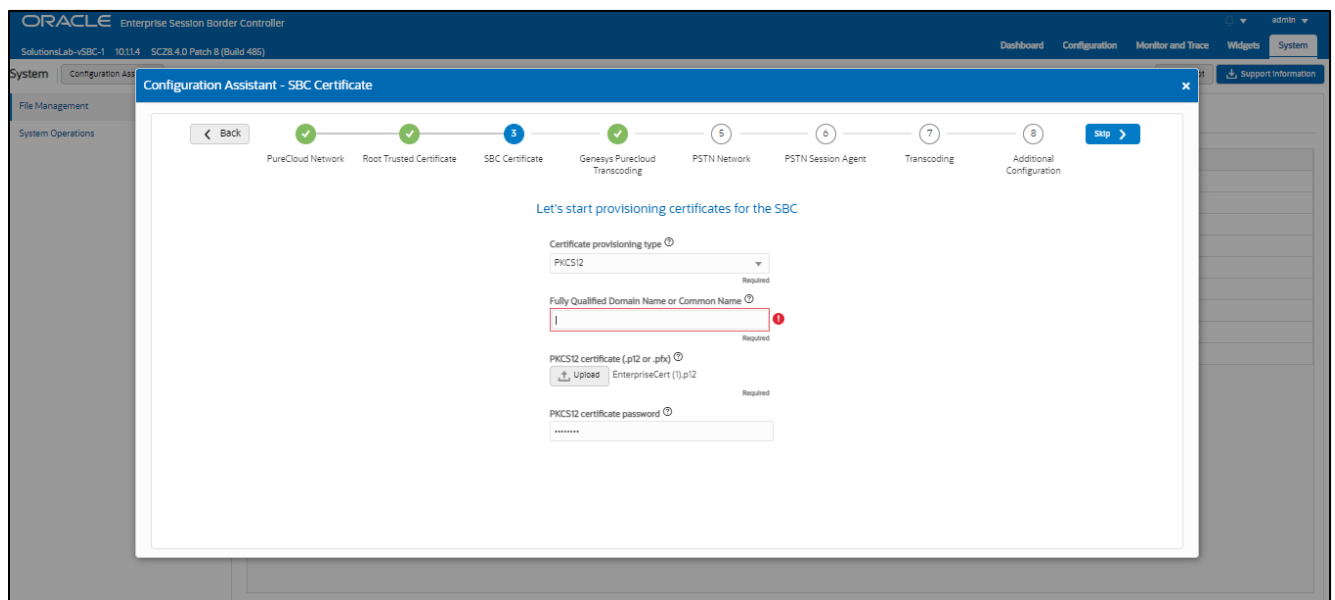 ORACLE Enterprise Session Border Controller
admin
SolutionsLab-vSBC-1 10.1.1.4 SCZ8.4.0 Patch 8 (Build 485)
Dashboard Configuration Monitor and Trace Widgets System
System Configuration Ass
Support Information
File Management
System Operations
Configuration Assistant - SBC Certificate
Back
3 5 6 7 8
Skip
PureCloud Network Root Trusted Certificate SBC Certificate Genesys Purecloud PSTN Network PSTN Session Agent Transcoding Additional
Transcoding Configuration
Let's start provisioning certificates for the SBC
Certificate provisioning type
PKCS12
Required
Fully Qualified Domain Name or Common Name
Required
PKCS12 certificate (.p12 or .pfx)
Upload EnterpriseCert (1).p12
Required
PKCS12 certificate password
••••••••